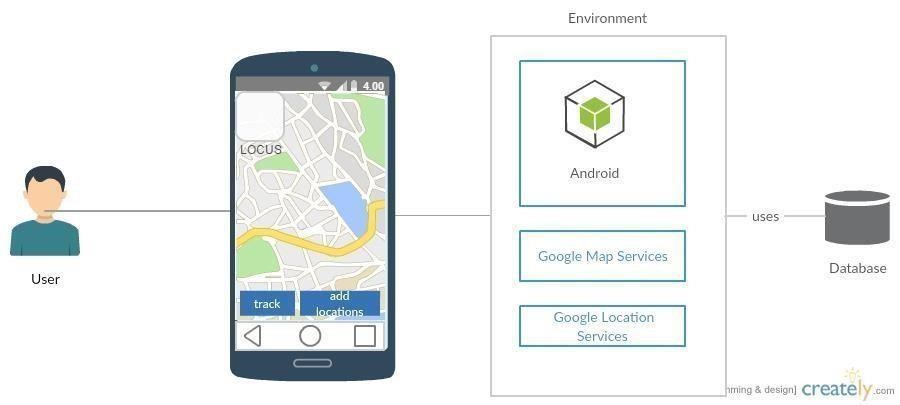 Environment
4.00
LOCUS
Android
uses
Google Map Services
Database
User
track
add
locations
Google Location
Services
ming & design]
creately.com